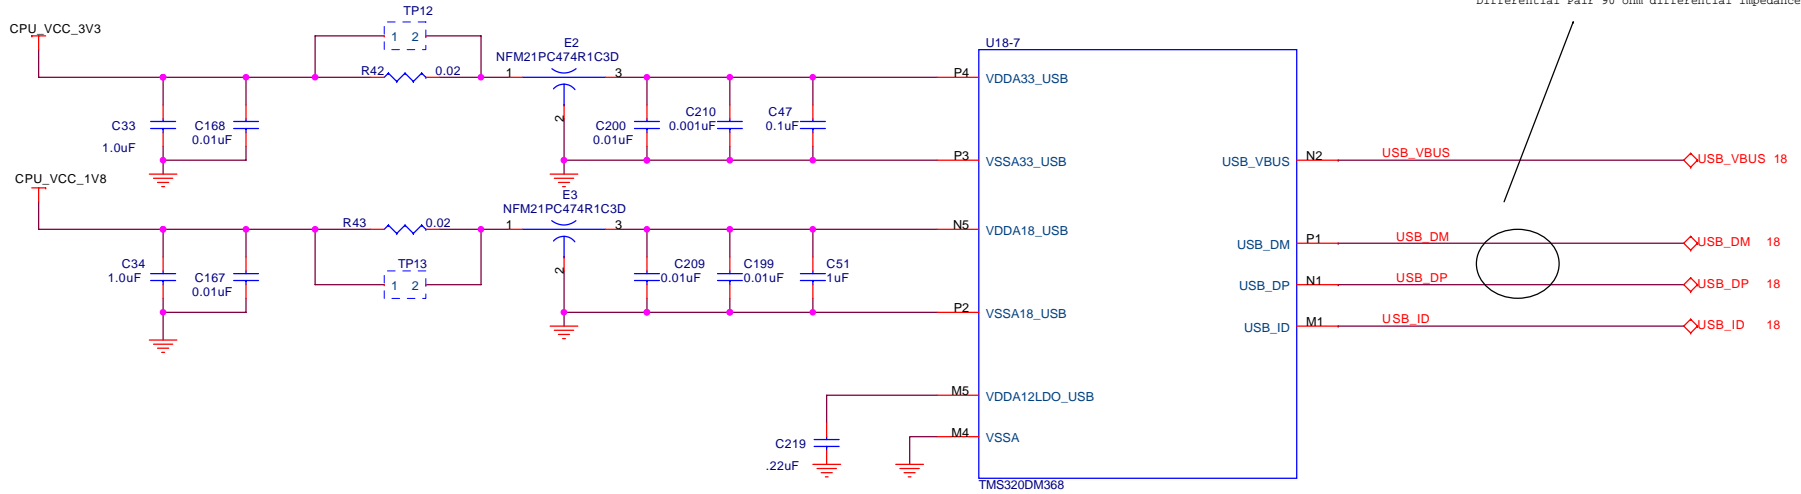 Differential Pair 90 ohm differential impedance
TP12
CPU_VCC_3V3
1 2
E2
NFM21PC474R1C3D
U18-7
R42
0.02
1
3
P4
VDDA33_USB
2
C33
1.0uF
C168
0.01uF
C200
0.01uF
C210
0.001uF
C47
0.1uF
P3
VSSA33_USB
USB_VBUS
N2
USB_VBUS
USB_VBUS 18
CPU_VCC_1V8
E3
NFM21PC474R1C3D
R43
0.02
1
3
N5
VDDA18_USB
USB_DM
P1
USB_DM
USB_DM 18
C34
1.0uF
C167
0.01uF
TP13
1 2
2
C209
0.01uF
C199
0.01uF
C51
1uF
USB_DP
N1
USB_DP
USB_DP 18
P2
VSSA18_USB
USB_ID
M1
USB_ID
USB_ID 18
M5
VDDA12LDO_USB
M4
VSSA
C219
.22uF
TMS320DM368